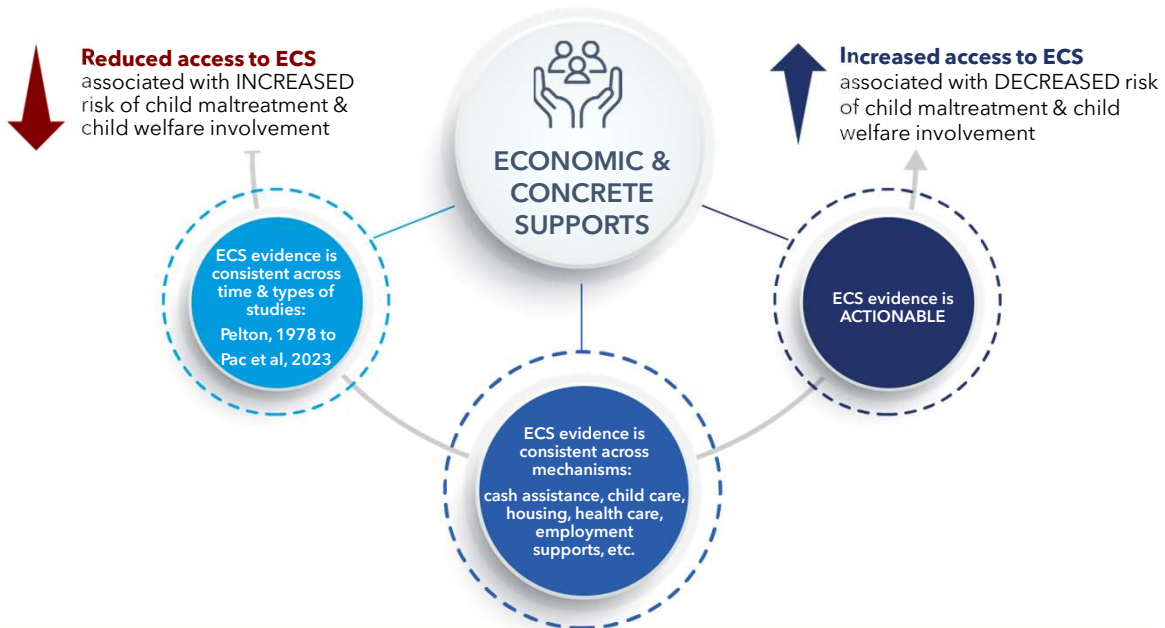 Reduced access to ECS
associated with INCREASED
risk of child maltreatment &
child welfare involvement
ECONOMIC &
CONCRETE
SUPPORTS
Increased access to ECS
associated with DECREASED risk
of child maltreatment & child
welfare involvement
ECS evidence is
consistent across
time & types of
studies:
Pelton, 1978 to
Pac et al, 2023
ECS evidence is
consistent across
mechanisms:
cash assistance, child care,
housing, health care,
employment
supports, etc.
ECS evidence is
ACTIONABLE